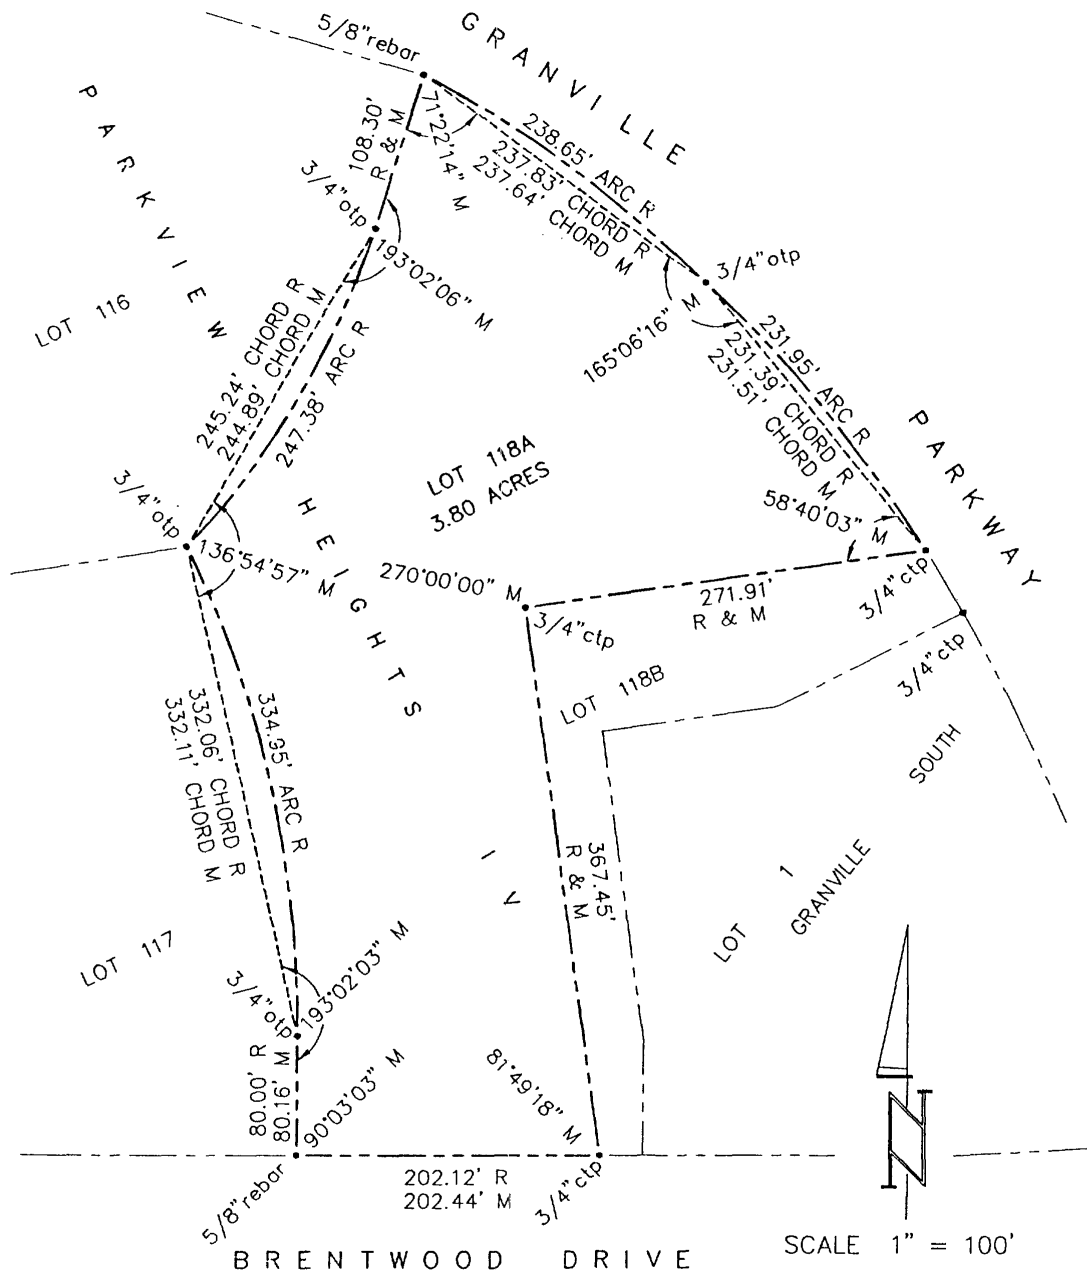 GRANVILLE
5/8"rebar
PARKVIEW
108.30'
R & M
71°22'14" M
238.65' ARC R
237.83' CHORD R
237.64' CHORD M
3/4"otp
3/4"otp
193°02'06" M
LOT 116
165°06'16" M
231.95' ARC R
231.39' CHORD R
231.51' CHORD M
245.24' CHORD R
244.89' CHORD M
247.38' ARC R
PARKWAY
LOT 118A
3.80 ACRES
3/4"otp
HEIGHTS
58°40'03" M
136°54'57" M
270°00'00" M
271.91'
R & M
3/4"ctp
3/4"ctp
3/4"ctp
LOT 118B
334.95' ARC R
332.06' CHORD R
332.11' CHORD M
SOUTH
IV
367.45'
R & M
LOT 1
GRANVILLE
LOT 117
3/4"otp
193°02'03" M
80.00' R
80.16' M
90°03'03" M
81°49'18" M
N
202.12' R
202.44' M
5/8"rebar
3/4"ctp
BRENTWOOD DRIVE
SCALE 1" = 100'